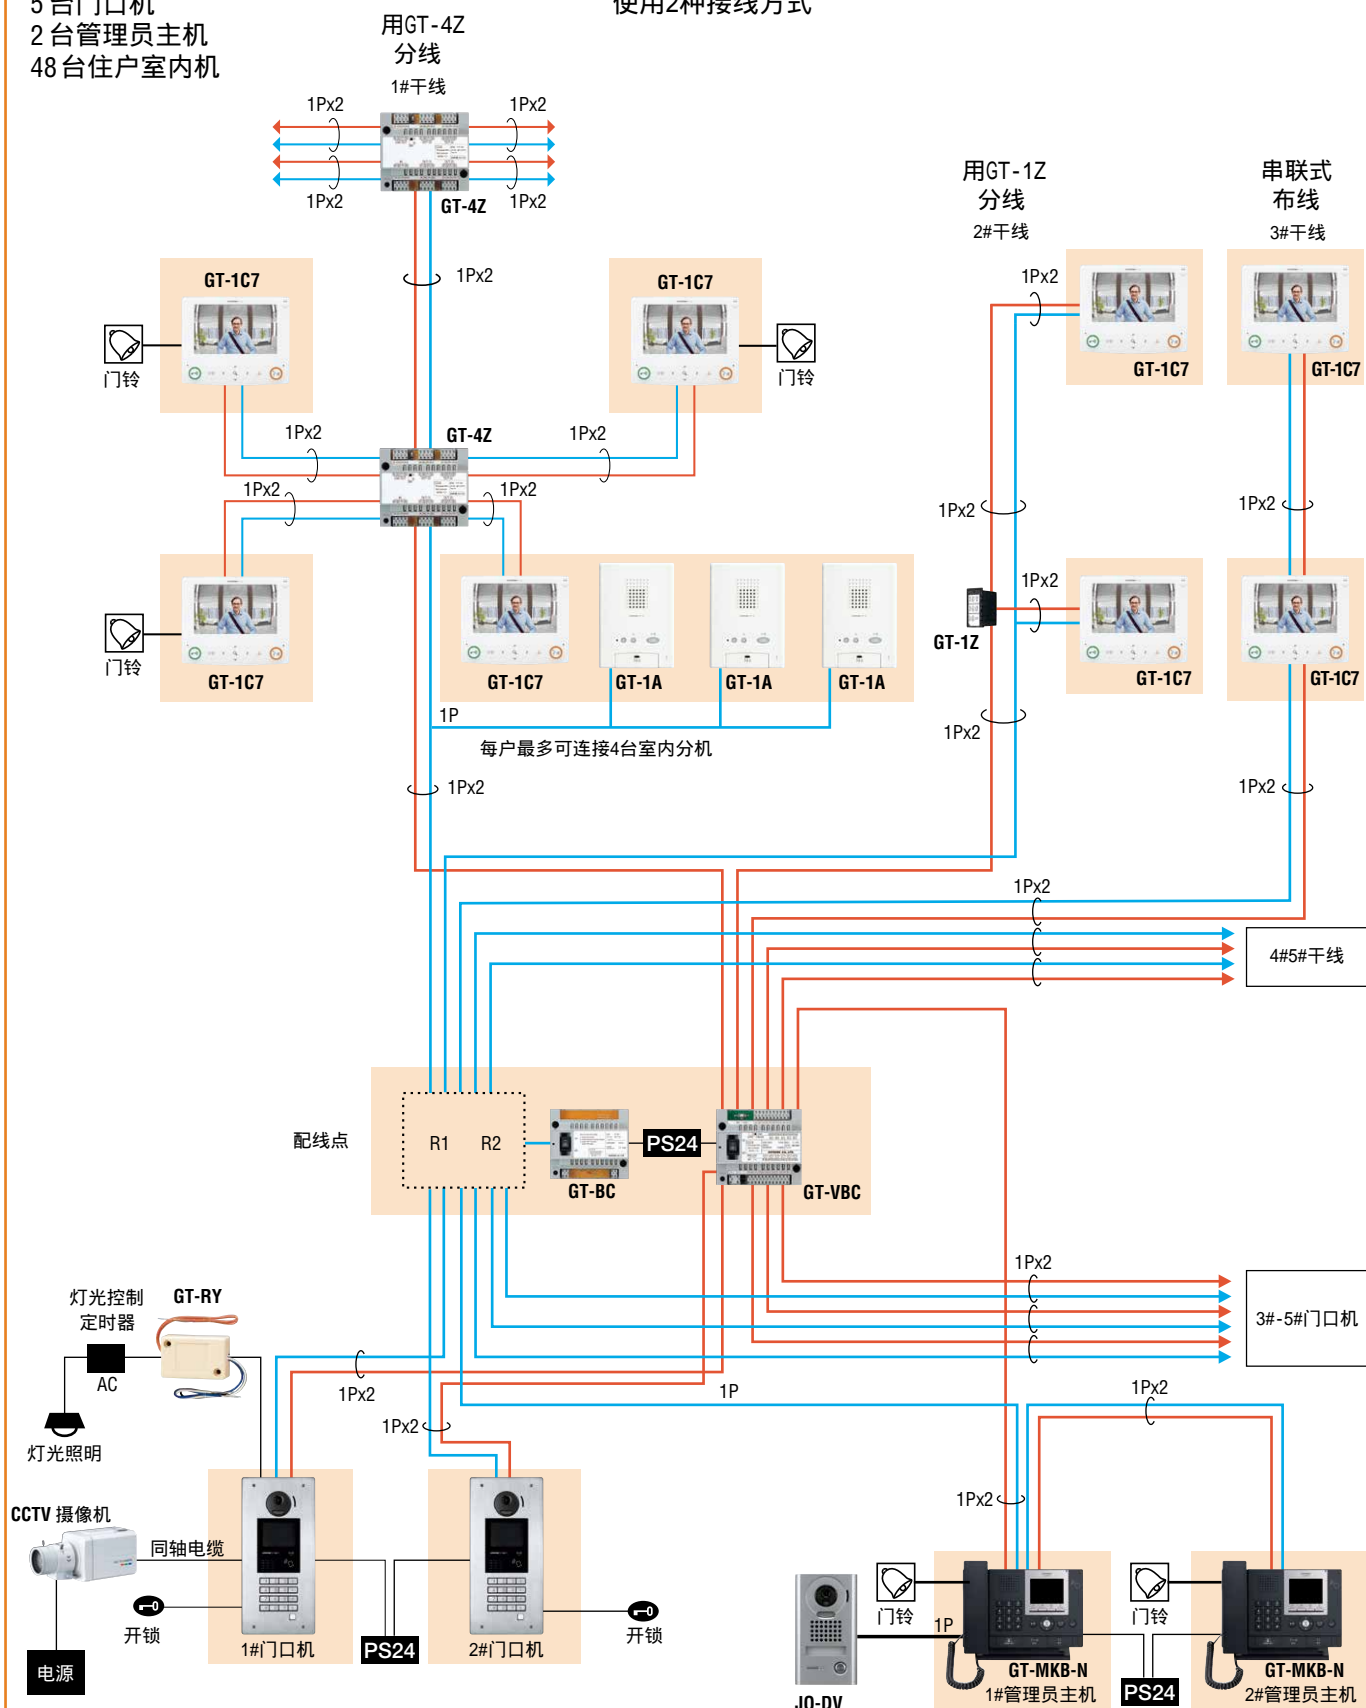 5台门口机
2台管理员主机
48台住户室内机
使用2种接线方式
用GT-4Z
分线
1#干线
1Px2
1Px2
1Px2
GT-4Z
1Px2
用GT-1Z
分线
2#干线
串联式
布线
3#干线
1Px2
GT-1C7
门铃
GT-1C7
门铃
1Px2
GT-1C7
GT-1C7
1Px2
GT-4Z
1Px2
1Px2
1Px2
1Px2
1Px2
门铃
GT-1C7
GT-1C7
GT-1A
GT-1A
GT-1A
GT-1Z
1Px2
GT-1C7
GT-1C7
1P
每户最多可连接4台室内分机
1Px2
1Px2
1Px2
1Px2
4#5#干线
配线点
R1
R2
GT-BC
PS24
GT-VBC
1Px2
3#-5#门口机
灯光控制
定时器
GT-RY
AC
灯光照明
1Px2
1Px2
1P
1Px2
1Px2
CCTV 摄像机
同轴电缆
开锁
电源
1#门口机
PS24
2#门口机
开锁
门铃
1P
JO-DV
GT-MKB-N
1#管理员主机
门铃
PS24
GT-MKB-N
2#管理员主机